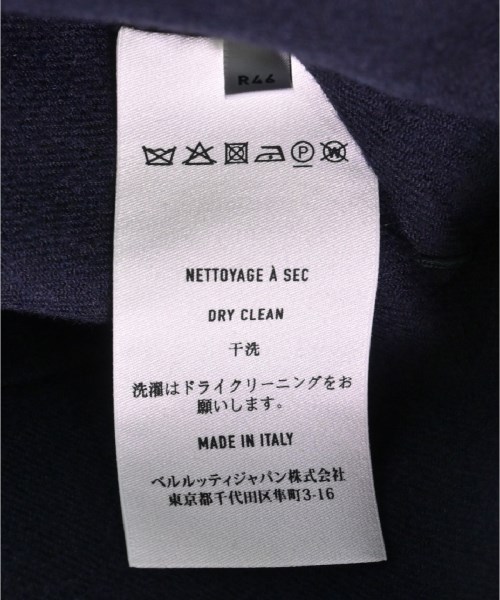 R44
P W
NETTOYAGE À SEC
DRY CLEAN
干洗
洗濯はドライクリーニングをお
願いします。
MADE IN ITALY
ベルルッティジャパン株式会社
東京都千代田区隼町3-16